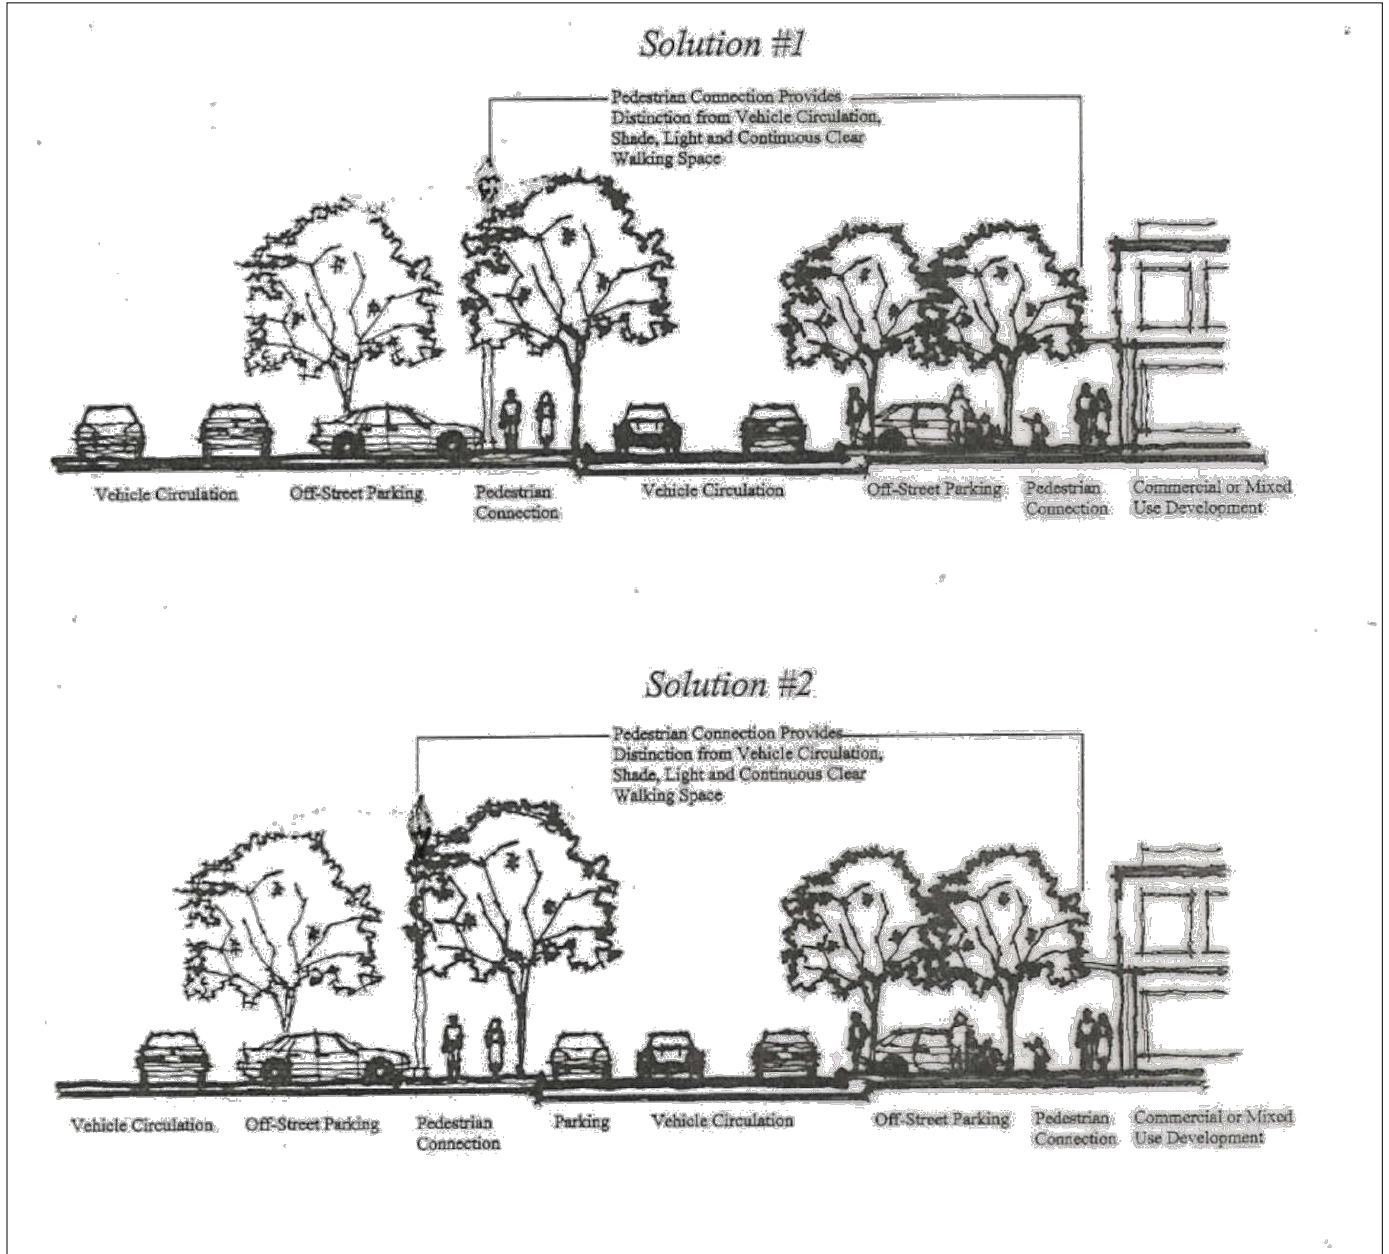 Solution #1
Pedestrian Connection Provides
Distinction from Vehicle Circulation,
Shade, Light and Continuous Clear
Walking Space
Vehicle Circulation
Off-Street Parking
Pedestrian
Connection
Vehicle Circulation
Off-Street Parking
Pedestrian
Connection
Commercial or Mixed
Use Development
Solution #2
Pedestrian Connection Provides
Distinction from Vehicle Circulation,
Shade, Light and Continuous Clear
Walking Space
Vehicle Circulation
Off-Street Parking
Pedestrian
Connection
Parking
Vehicle Circulation
Off-Street Parking
Pedestrian
Connection
Commercial or Mixed
Use Development